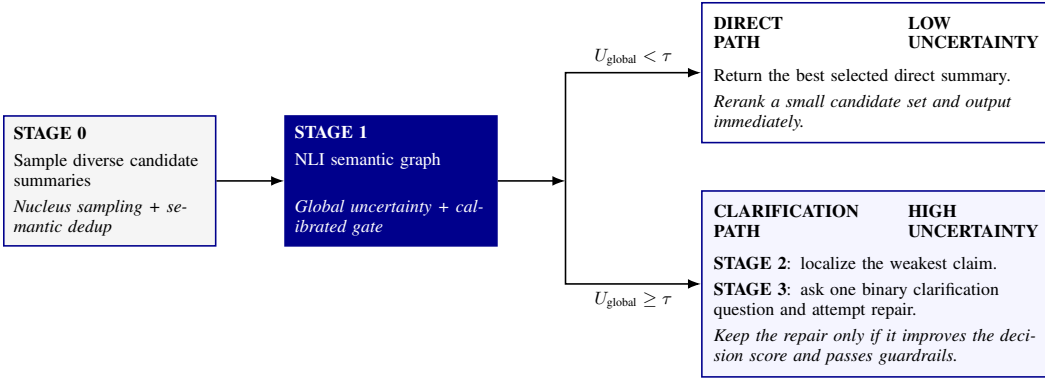 STAGE 0
Sample diverse candidate
summaries
Nucleus sampling + se-
mantic dedup
STAGE 1
NLI semantic graph
Global uncertainty + cal-
ibrated gate
U_global < τ
U_global ≥ τ
DIRECT LOW
PATH UNCERTAINTY
Return the best selected direct summary.
Rerank a small candidate set and output
immediately.
CLARIFICATION HIGH
PATH UNCERTAINTY
STAGE 2: localize the weakest claim.
STAGE 3: ask one binary clarification
question and attempt repair.
Keep the repair only if it improves the deci-
sion score and passes guardrails.